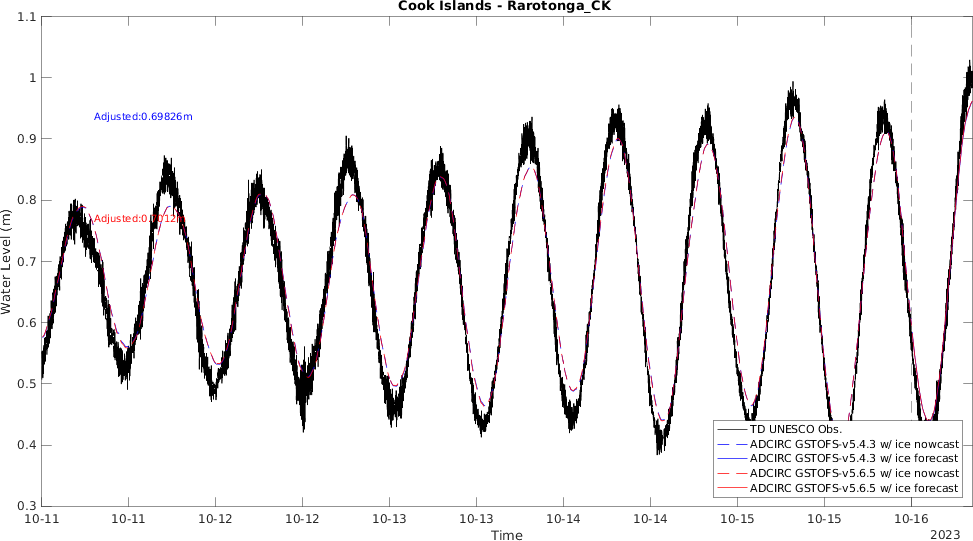 Cook Islands - Rarotonga_CK
1.1
1
0.9
0.8
0.7
0.6
0.5
0.4
0.3
Water Level (m)
Adjusted:0.69826m
TD UNESCO Obs.
ADCIRC GSTOFS-v5.4.3 w/ ice nowcast
ADCIRC GSTOFS-v5.4.3 w/ ice forecast
ADCIRC GSTOFS-v5.6.5 w/ ice nowcast
ADCIRC GSTOFS-v5.6.5 w/ ice forecast
10-11 10-11 10-12 10-12 10-13 10-13 10-14 10-14 10-15 10-15 10-16
Time
2023